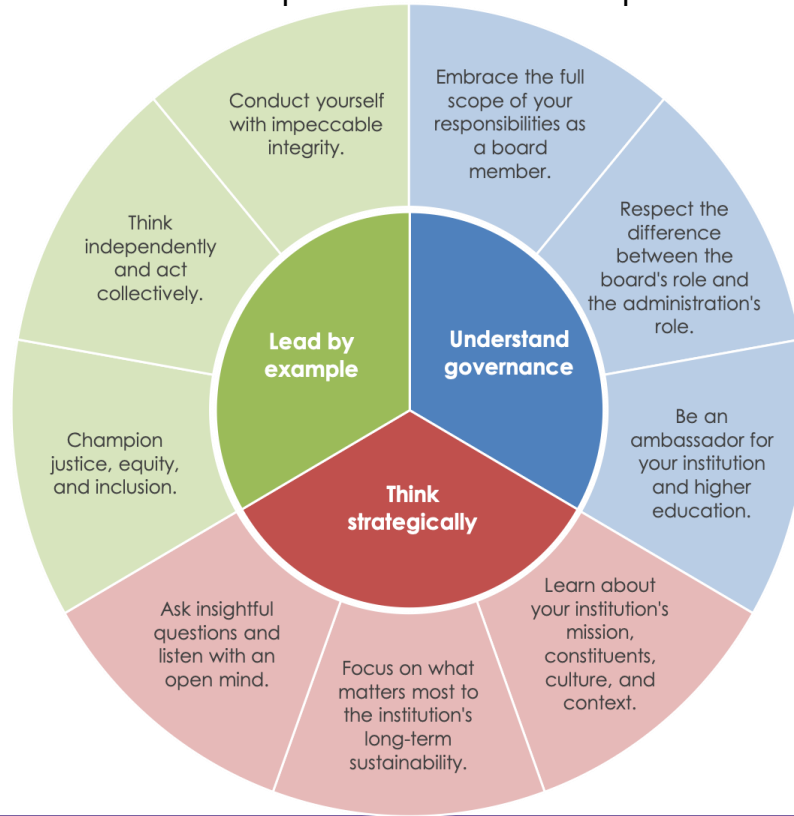 Conduct yourself
with impeccable
integrity.
Embrace the full
scope of your
responsibilities as
a board
member.
Think
independently
and act
collectively.
Respect the
difference
between the
board's role and
the administration's
role.
Lead by
example
Understand
governance
Champion
justice, equity,
and inclusion.
Be an
ambassador for
your institution
and higher
education.
Think
strategically
Ask insightful
questions and
listen with an
open mind.
Focus on what
matters most to
the institution's
long-term
sustainability.
Learn about
your institution's
mission,
constituents,
culture, and
context.